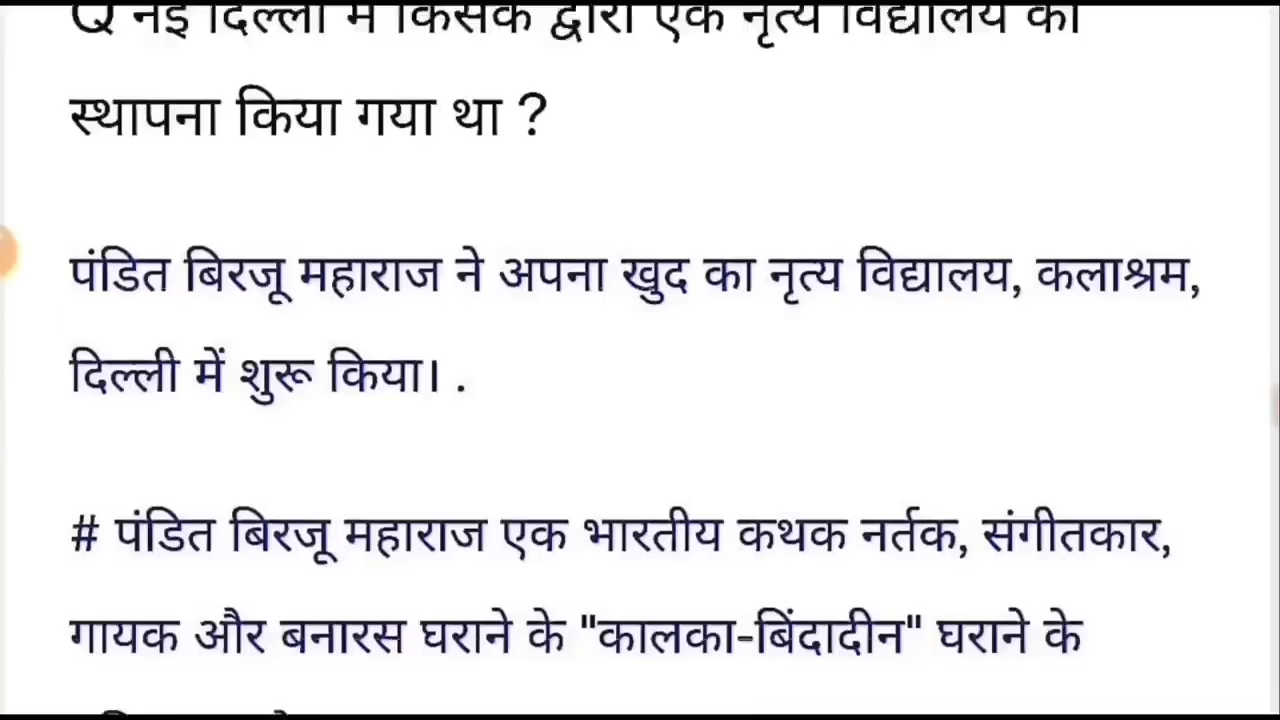 Q नई दिल्ली में किसके द्वारा एक नृत्य विद्यालय की
स्थापना किया गया था ?
पंडित बिरजू महाराज ने अपना खुद का नृत्य विद्यालय, कलाश्रम,
दिल्ली में शुरू किया। .
# पंडित बिरजू महाराज एक भारतीय कथक नर्तक, संगीतकार,
गायक और बनारस घराने के "कालका-बिंदादीन" घराने के